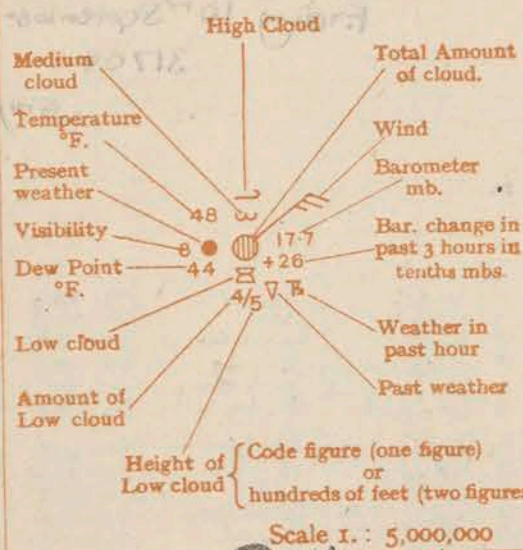 High Cloud
Medium cloud
Total Amount of cloud.
Temperature °F.
Wind
Present weather
Barometer mb.
48
Visibility
8
17·7
Bar. change in past 3 hours in tenths mbs.
Dew Point °F.
44
+26
4/5
Low cloud
Weather in past hour
Amount of Low cloud
Past weather
Height of Low cloud
Code figure (one figure)
or
hundreds of feet (two figure
Scale 1. : 5,000,000